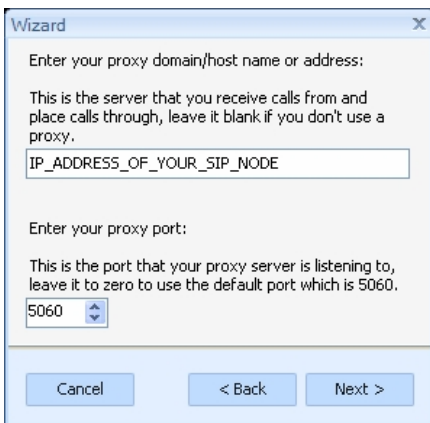 Wizard
X
Enter your proxy domain/host name or address:
This is the server that you receive calls from and
place calls through, leave it blank if you don't use a
proxy.
IP_ADDRESS_OF_YOUR_SIP_NODE
Enter your proxy port:
This is the port that your proxy server is listening to,
leave it to zero to use the default port which is 5060.
5060
Cancel
< Back
Next >